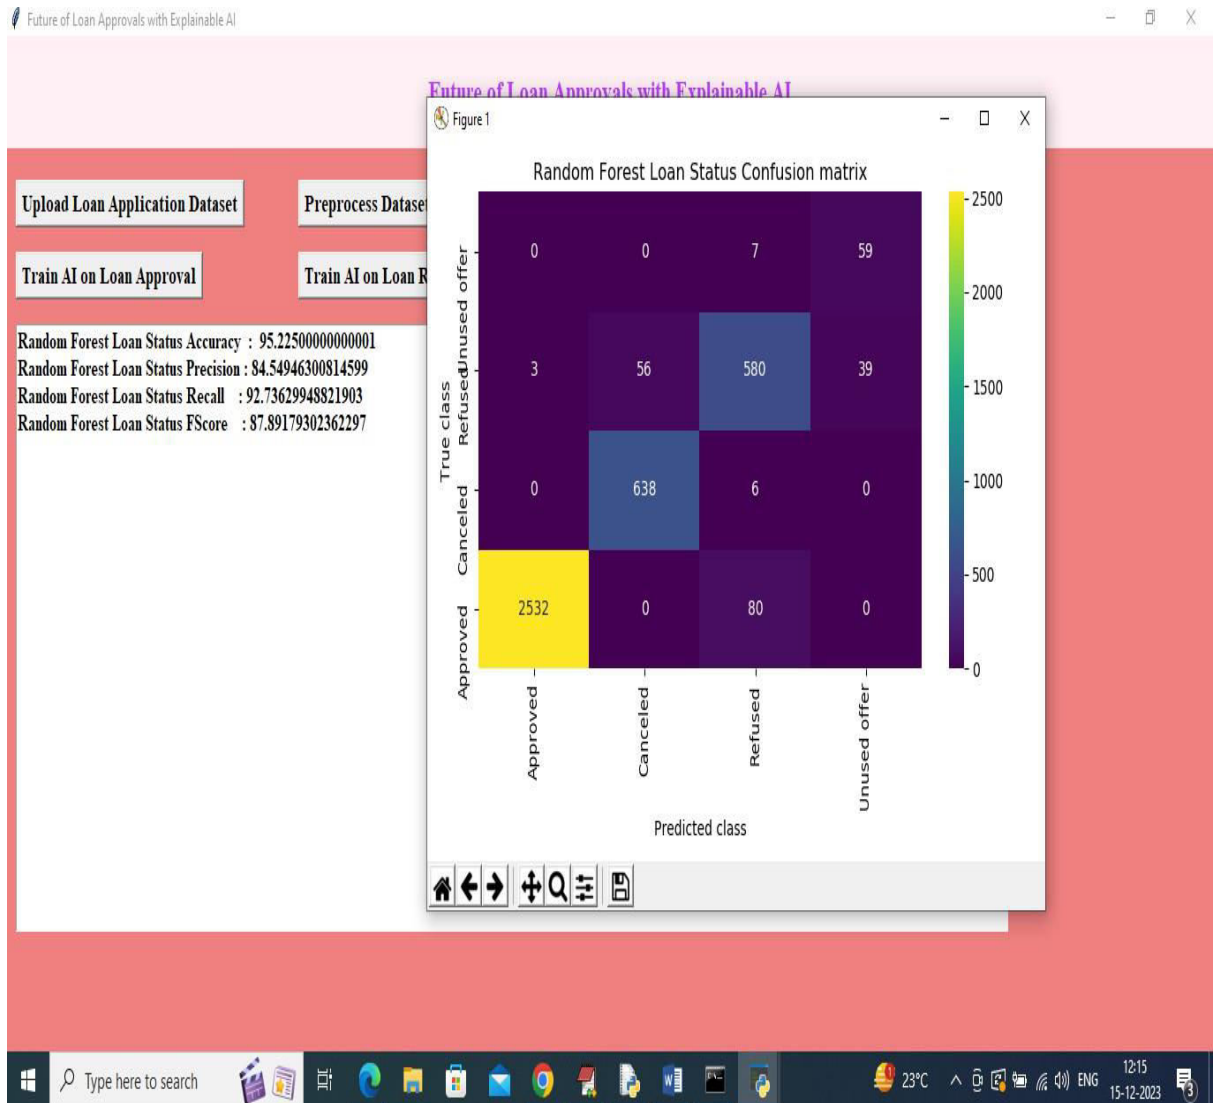 Future of Loan Approvals with Explainable AI
Future of Loan Approvals with Explainable AI
Upload Loan Application Dataset
Preprocess Dataset
Train AI on Loan Approval
Train AI on Loan R
Random Forest Loan Status Accuracy : 95.22500000000001
Random Forest Loan Status Precision : 84.54946300814599
Random Forest Loan Status Recall : 92.73629948821903
Random Forest Loan Status FScore : 87.89179302362297
Figure 1
Random Forest Loan Status Confusion matrix
True class
Unused offer
0 0 7 59
Refused
3 56 580 39
Canceled
0 638 6 0
Approved
2532 0 80 0
Approved
Canceled
Refused
Unused offer
Predicted class
2500
2000
1500
1000
500
0
Type here to search
23°C
ENG
12:15
15-12-2023
3